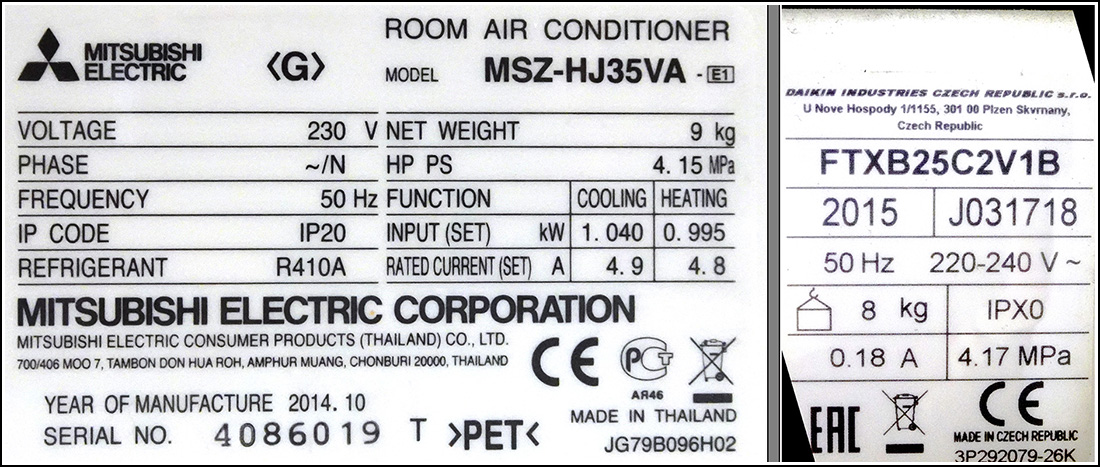 MITSUBISHI
ELECTRIC
<G>
ROOM AIR CONDITIONER
MODEL MSZ-HJ35VA - E1
VOLTAGE 230 V
PHASE ~/N
FREQUENCY 50 Hz
IP CODE IP20
REFRIGERANT R410A
NET WEIGHT 9 kg
HP PS 4.15 MPa
FUNCTION COOLING HEATING
INPUT (SET) kW 1.040 0.995
RATED CURRENT (SET) A 4.9 4.8
MITSUBISHI ELECTRIC CORPORATION
MITSUBISHI ELECTRIC CONSUMER PRODUCTS (THAILAND) CO., LTD.
700/406 MOO 7, TAMBON DON HUA ROH, AMPHUR MUANG, CHONBURI 20000, THAILAND
CE
РСТ
АЯ46
YEAR OF MANUFACTURE 2014.10
MADE IN THAILAND
SERIAL NO. 4086019 T >PET<
JG79B096H02
DAIKIN INDUSTRIES CZECH REPUBLIC s.r.o.
U Nove Hospody 1/1155, 301 00 Plzen Skvrnany,
Czech Republic
FTXB25C2V1B
2015 J031718
50 Hz 220-240 V ~
8 kg IPX0
0.18 A 4.17 MPa
EAC
CE
MADE IN CZECH REPUBLIC
3P292079-26K